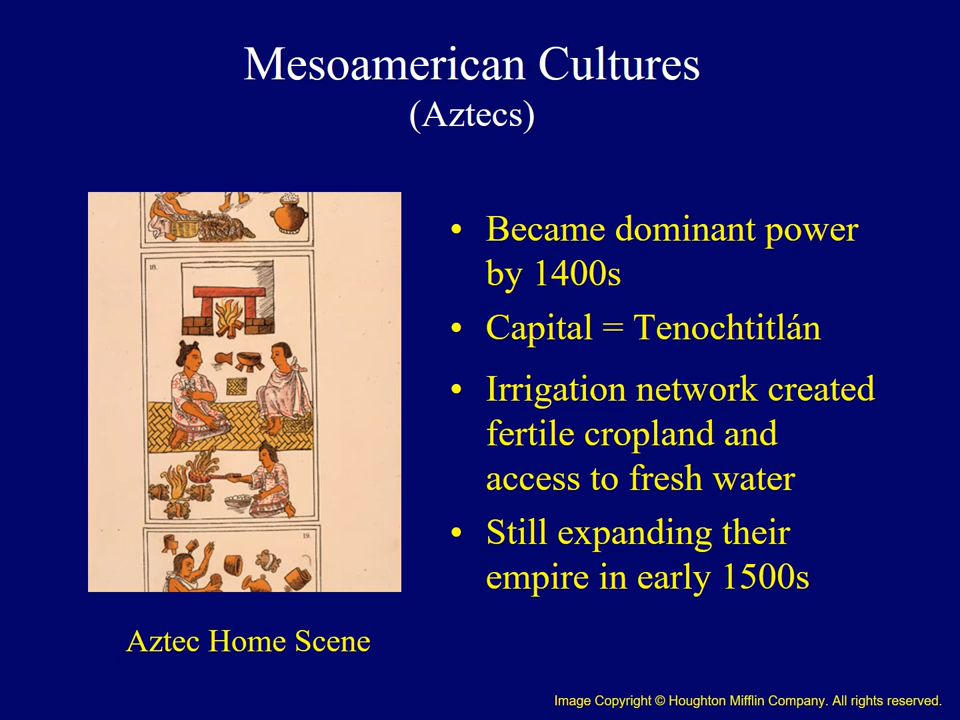 Mesoamerican Cultures
(Aztecs)
18.
19.
• Became dominant power
by 1400s
• Capital = Tenochtitlán
• Irrigation network created
fertile cropland and
access to fresh water
• Still expanding their
empire in early 1500s
Aztec Home Scene
Image Copyright © Houghton Mifflin Company. All rights reserved.